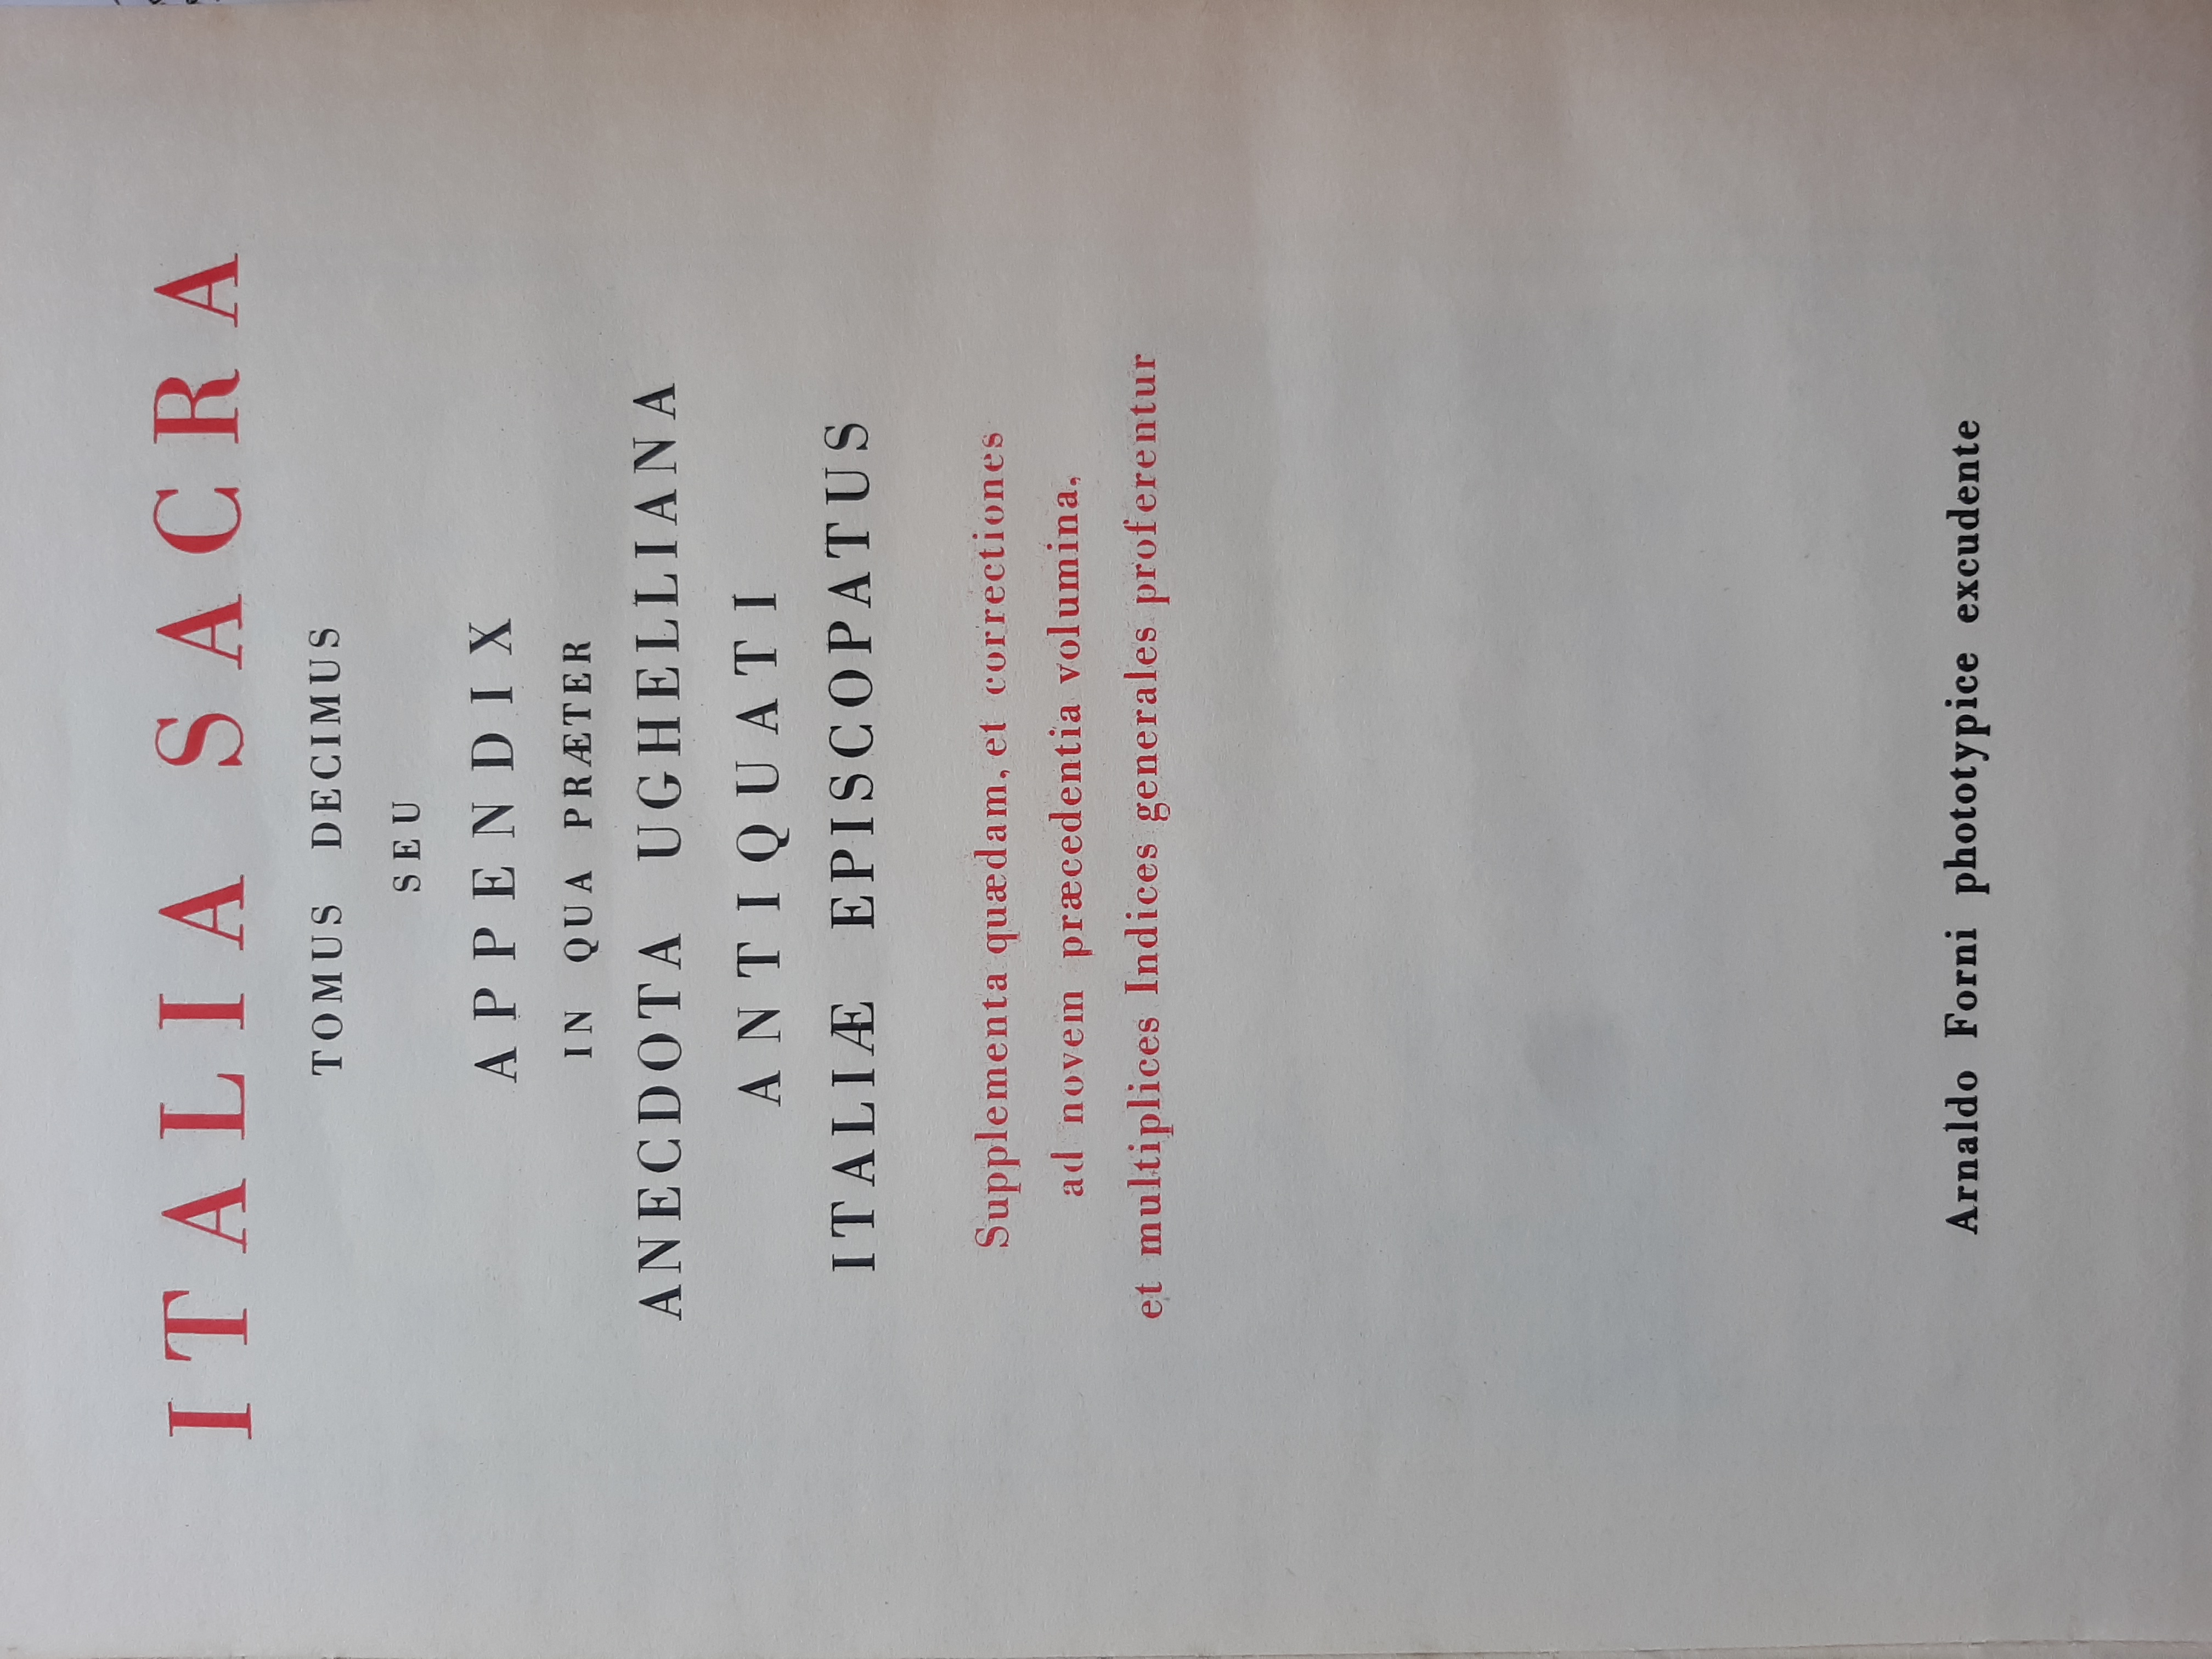 ITALIA SACRA
TOMUS DECIMUS
SEU
APPENDIX
IN QUA PRÆTER
ANECDOTA UGHELLIANA
ANTIQUATI
ITALIÆ EPISCOPATUS
Supplementa quædam, et correctiones
ad novem præcedentia volumina,
et multiplices Indices generales proferentur
Arnaldo Forni phototypice excudente